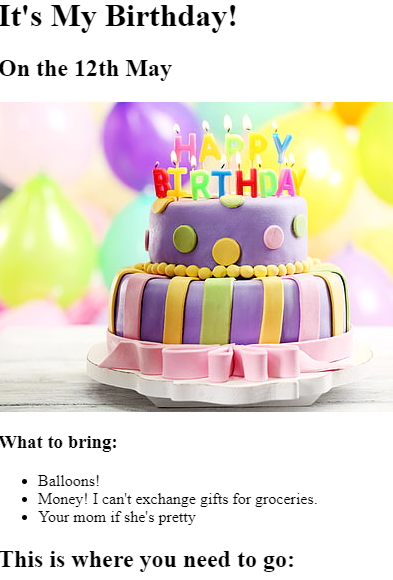 It's My Birthday!
On the 12th May
HAPPY
BIRTHDAY
What to bring:
Balloons!
Money! I can't exchange gifts for groceries.
Your mom if she's pretty
This is where you need to go: